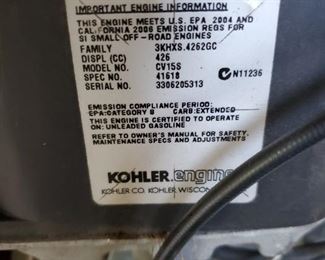 IMPORTANT ENGINE INFORMATION
THIS ENGINE MEETS U.S. EPA 2004 AND
CALIFORNIA 2006 EMISSION REGS FOR
SI SMALL OFF-ROAD ENGINES
FAMILY 3KHXS.4262GC
DISPL (CC) 426
MODEL NO. CV15S
SPEC NO. 41618 N11236
SERIAL NO. 3306205313
EMISSION COMPLIANCE PERIOD:
EPA:CATEGORY B CARB:EXTENDED
THIS ENGINE IS CERTIFIED TO
OPERATE ON: UNLEADED GASOLINE
REFER TO OWNER'S MANUAL FOR SAFETY,
MAINTENANCE SPECS AND ADJUSTMENTS
KOHLER engine
KOHLER CO. KOHLER, WISCON